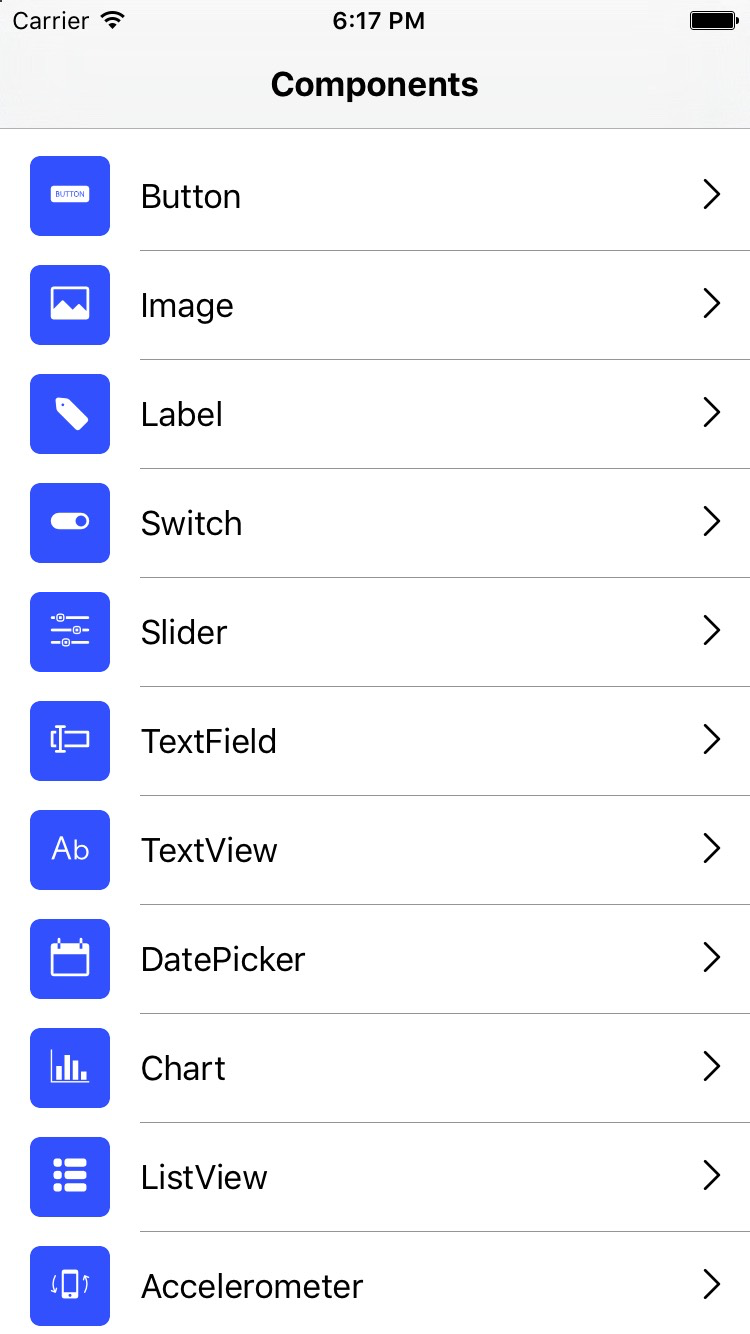 Carrier 6:17 PM
Components
BUTTON Button
Image
Label
Switch
Slider
TextField
Ab TextView
DatePicker
Chart
ListView
Accelerometer